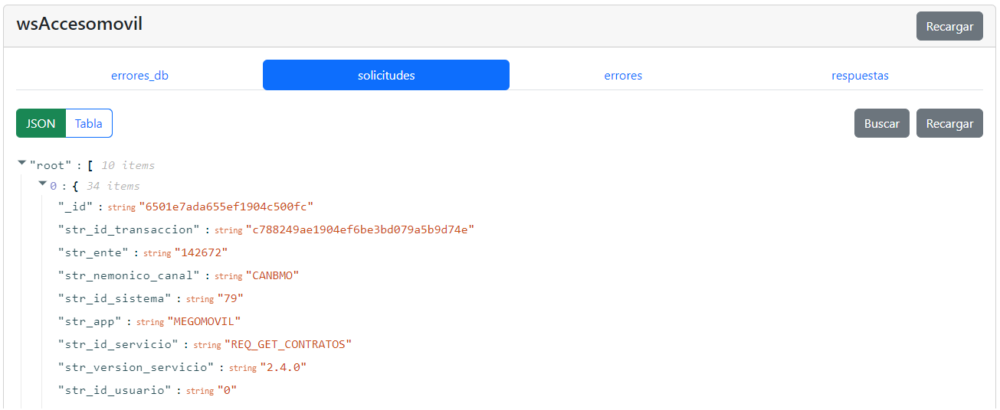 wsAccesomovil
Recargar
errores_db
solicitudes
errores
respuestas
JSON
Tabla
Buscar
Recargar
"root" : [ 10 items
0 : { 34 items
"_id" : string "6501e7ada655ef1904c500fc"
"str_id_transaccion" : string "c788249ae1904ef6be3bd079a5b9d74e"
"str_ente" : string "142672"
"str_nemonico_canal" : string "CANBMO"
"str_id_sistema" : string "79"
"str_app" : string "MEGOMOVIL"
"str_id_servicio" : string "REQ_GET_CONTRATOS"
"str_version_servicio" : string "2.4.0"
"str_id_usuario" : string "0"